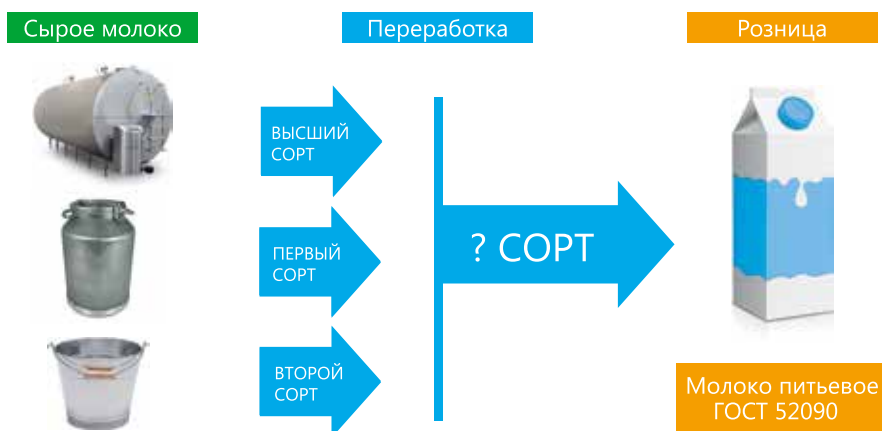 Сырое молоко
Переработка
Розница
ВЫСШИЙ
СОРТ
ПЕРВЫЙ
СОРТ
ВТОРОЙ
СОРТ
? СОРТ
Молоко питьевое
ГОСТ 52090